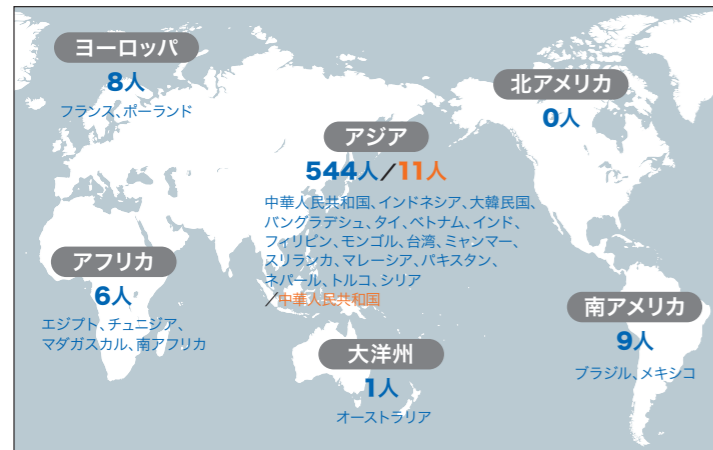 ヨーロッパ
8人
フランス、ポーランド
北アメリカ
0人
アジア
544人／11人
中華人民共和国、インドネシア、大韓民国、
バングラデシュ、タイ、ベトナム、インド、
フィリピン、モンゴル、台湾、ミャンマー、
スリランカ、マレーシア、パキスタン、
ネパール、トルコ、シリア
／中華人民共和国
アフリカ
6人
エジプト、チュニジア、
マダガスカル、南アフリカ
南アメリカ
9人
ブラジル、メキシコ
大洋州
1人
オーストラリア